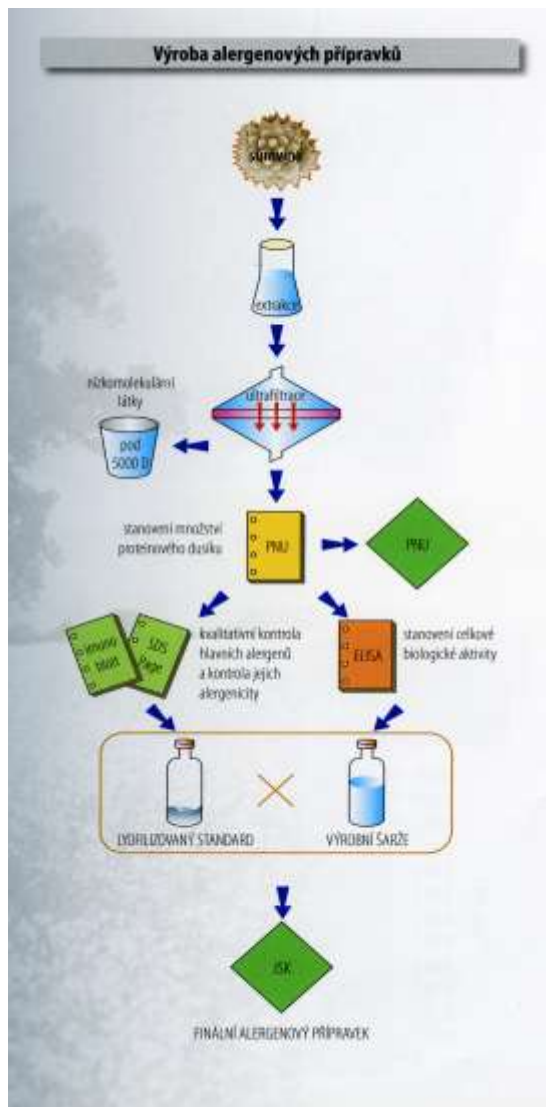 Výroba alergenových přípravků
surovina
extrakce
ultrafiltrace
nízkomolekulární
látky
pod
5000 D
stanovení množství
proteinového dusíku
PNU
PNU
imuno
blott
SDS
Page
kvalitativní kontrola
hlavních alergenů
a kontrola jejich
alergenicity
ELISA
stanovení celkové
biologické aktivity
LYOFILIZOVANÝ STANDARD
VÝROBNÍ ŠARŽE
JSK
FINÁLNÍ ALERGENOVÝ PŘÍPRAVEK